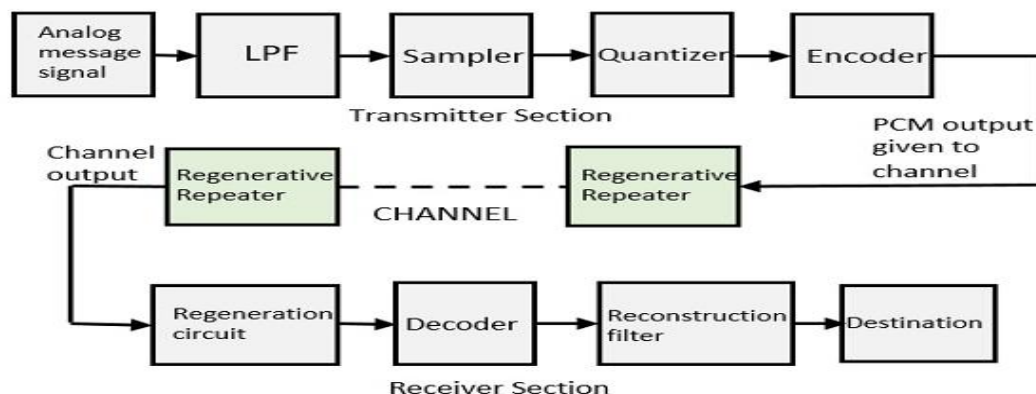 Analog
message
signal
LPF
Sampler
Quantizer
Encoder
Transmitter Section
PCM output
given to
channel
Channel
output
Regenerative
Repeater
CHANNEL
Regenerative
Repeater
Regeneration
circuit
Decoder
Reconstruction
filter
Destination
Receiver Section